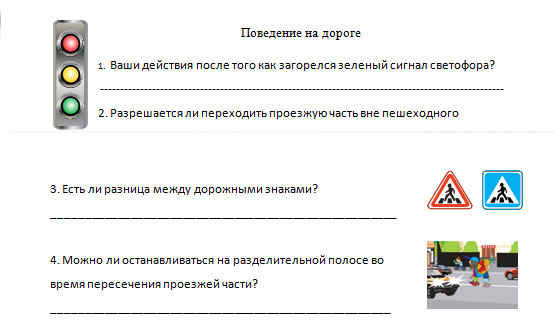 Поведение на дороге
1. Ваши действия после того как загорелся зеленый сигнал светофора?
2. Разрешается ли переходить проезжую часть вне пешеходного
3. Есть ли разница между дорожными знаками?
4. Можно ли останавливаться на разделительной полосе во
время пересечения проезжей части?